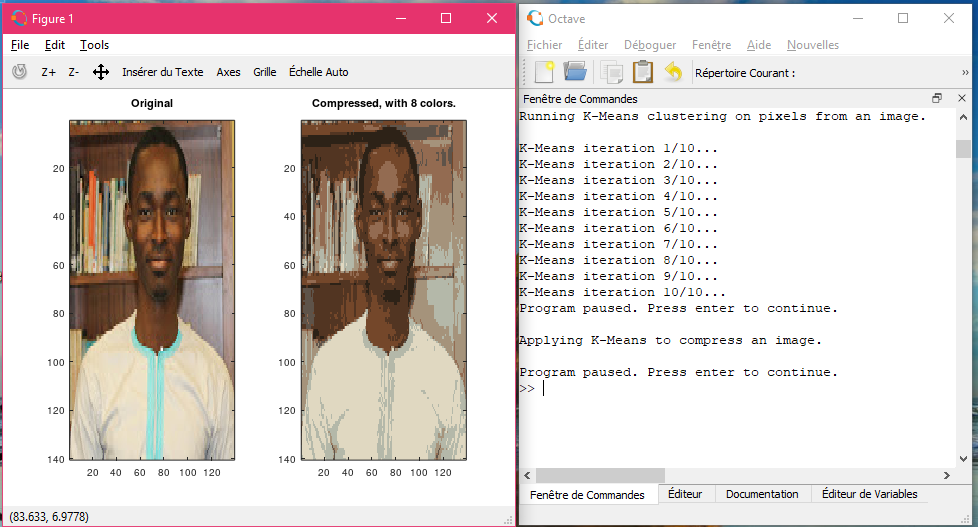 Figure 1
File Edit Tools
Z+ Z- Insérer du Texte Axes Grille Échelle Auto
Original
Compressed, with 8 colors.
20
40
60
80
100
120
140
20 40 60 80 100 120
20
40
60
80
100
120
140
20 40 60 80 100 120
(83.633, 6.9778)
Octave
Fichier Éditer Déboguer Fenêtre Aide Nouvelles
Répertoire Courant :
»
Fenêtre de Commandes
Running K-Means clustering on pixels from an image.
K-Means iteration 1/10...
K-Means iteration 2/10...
K-Means iteration 3/10...
K-Means iteration 4/10...
K-Means iteration 5/10...
K-Means iteration 6/10...
K-Means iteration 7/10...
K-Means iteration 8/10...
K-Means iteration 9/10...
K-Means iteration 10/10...
Program paused. Press enter to continue.
Applying K-Means to compress an image.
Program paused. Press enter to continue.
>>
Fenêtre de Commandes Éditeur Documentation Éditeur de Variables